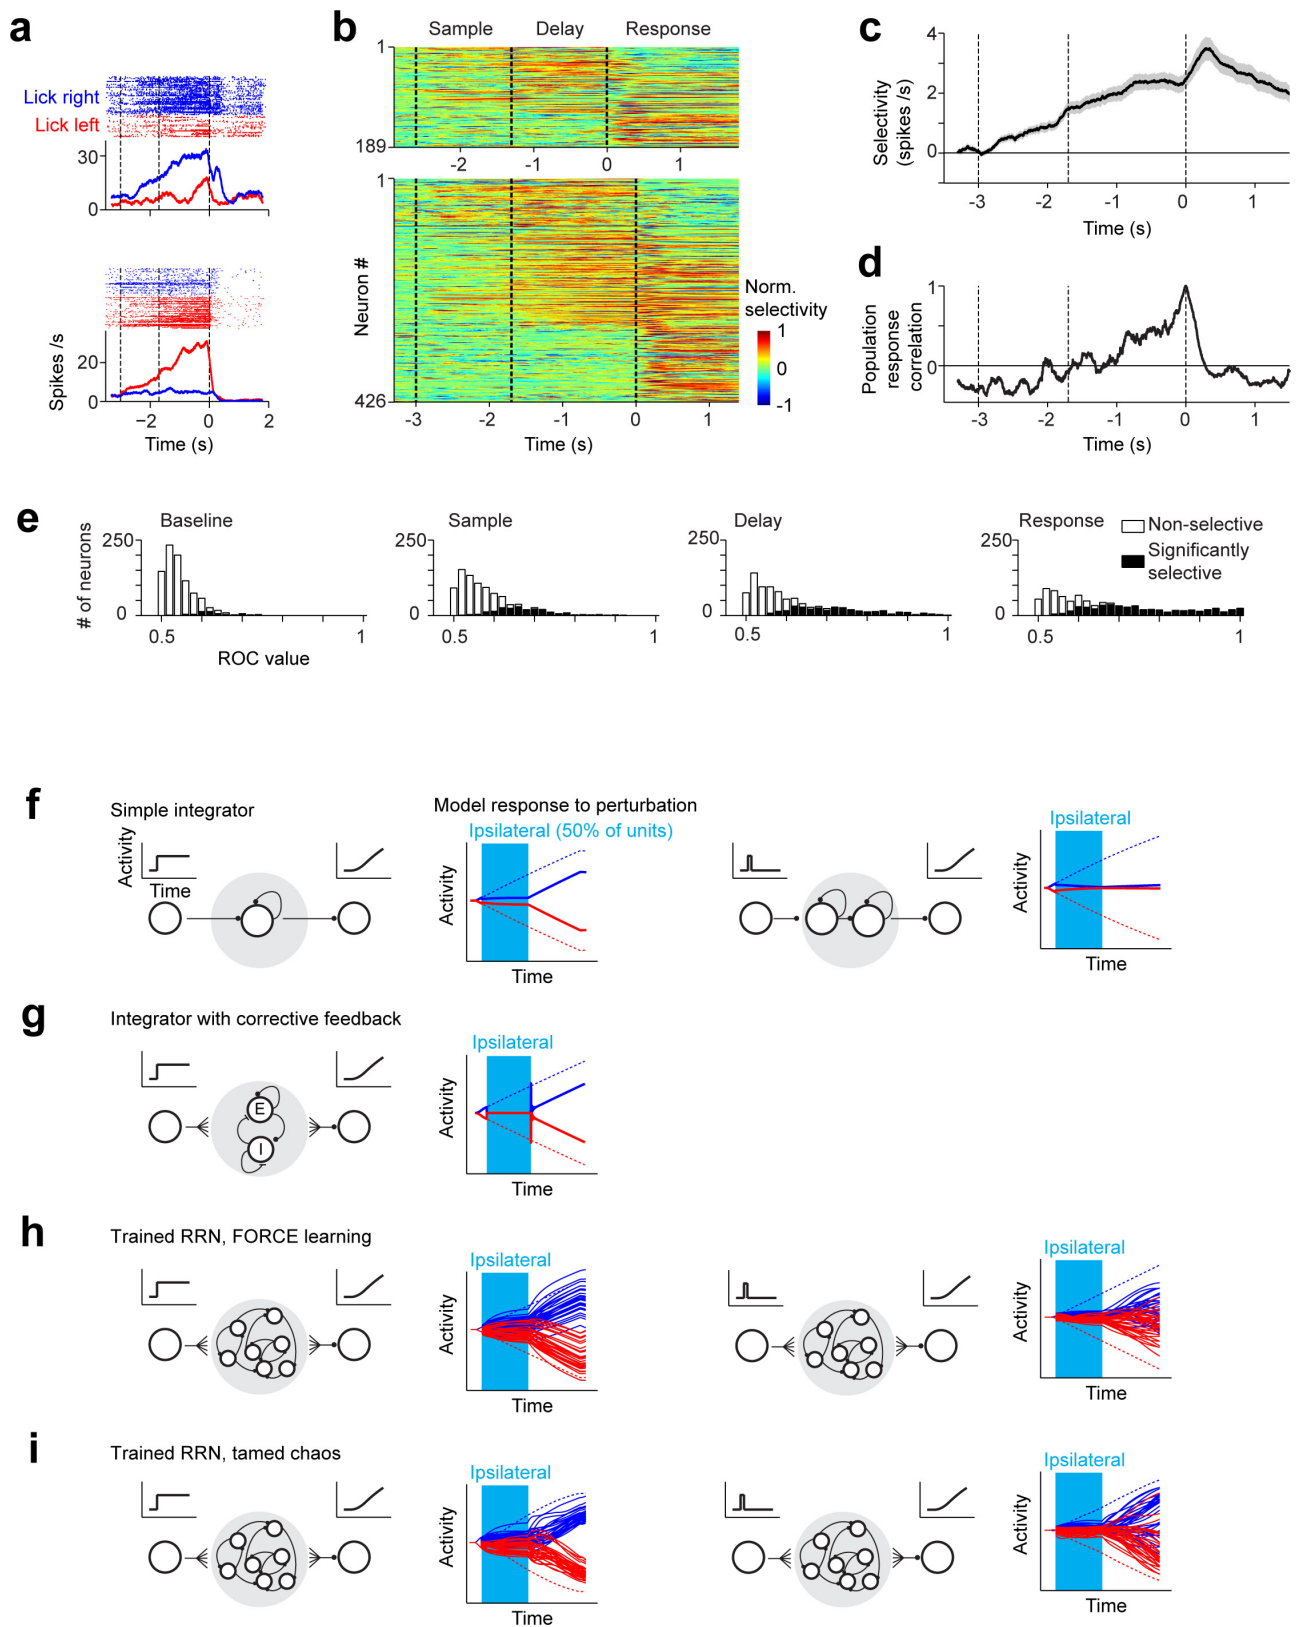 a
Lick right
Lick left
30
0
20
0
Spikes /s
-2
0
2
Time (s)
b
Sample
Delay
Response
1
189
-2
-1
0
1
1
426
Neuron #
-3
-2
-1
0
1
Time (s)
Norm.
selectivity
1
0
-1
c
4
2
0
Selectivity
(spikes /s)
-3
-2
-1
0
1
Time (s)
d
1
0
Population
response
correlation
-3
-2
-1
0
1
Time (s)
e
Baseline
250
0
# of neurons
0.5
1
ROC value
Sample
250
0
0.5
1
Delay
250
0
0.5
1
Response
250
0
0.5
1
Non-selective
Significantly
selective
f
Simple integrator
Activity
Time
Model response to perturbation
Ipsilateral (50% of units)
Activity
Time
Ipsilateral
Activity
Time
g
Integrator with corrective feedback
E
I
Ipsilateral
Activity
Time
h
Trained RRN, FORCE learning
Ipsilateral
Activity
Time
Ipsilateral
Activity
Time
i
Trained RRN, tamed chaos
Ipsilateral
Activity
Time
Ipsilateral
Activity
Time